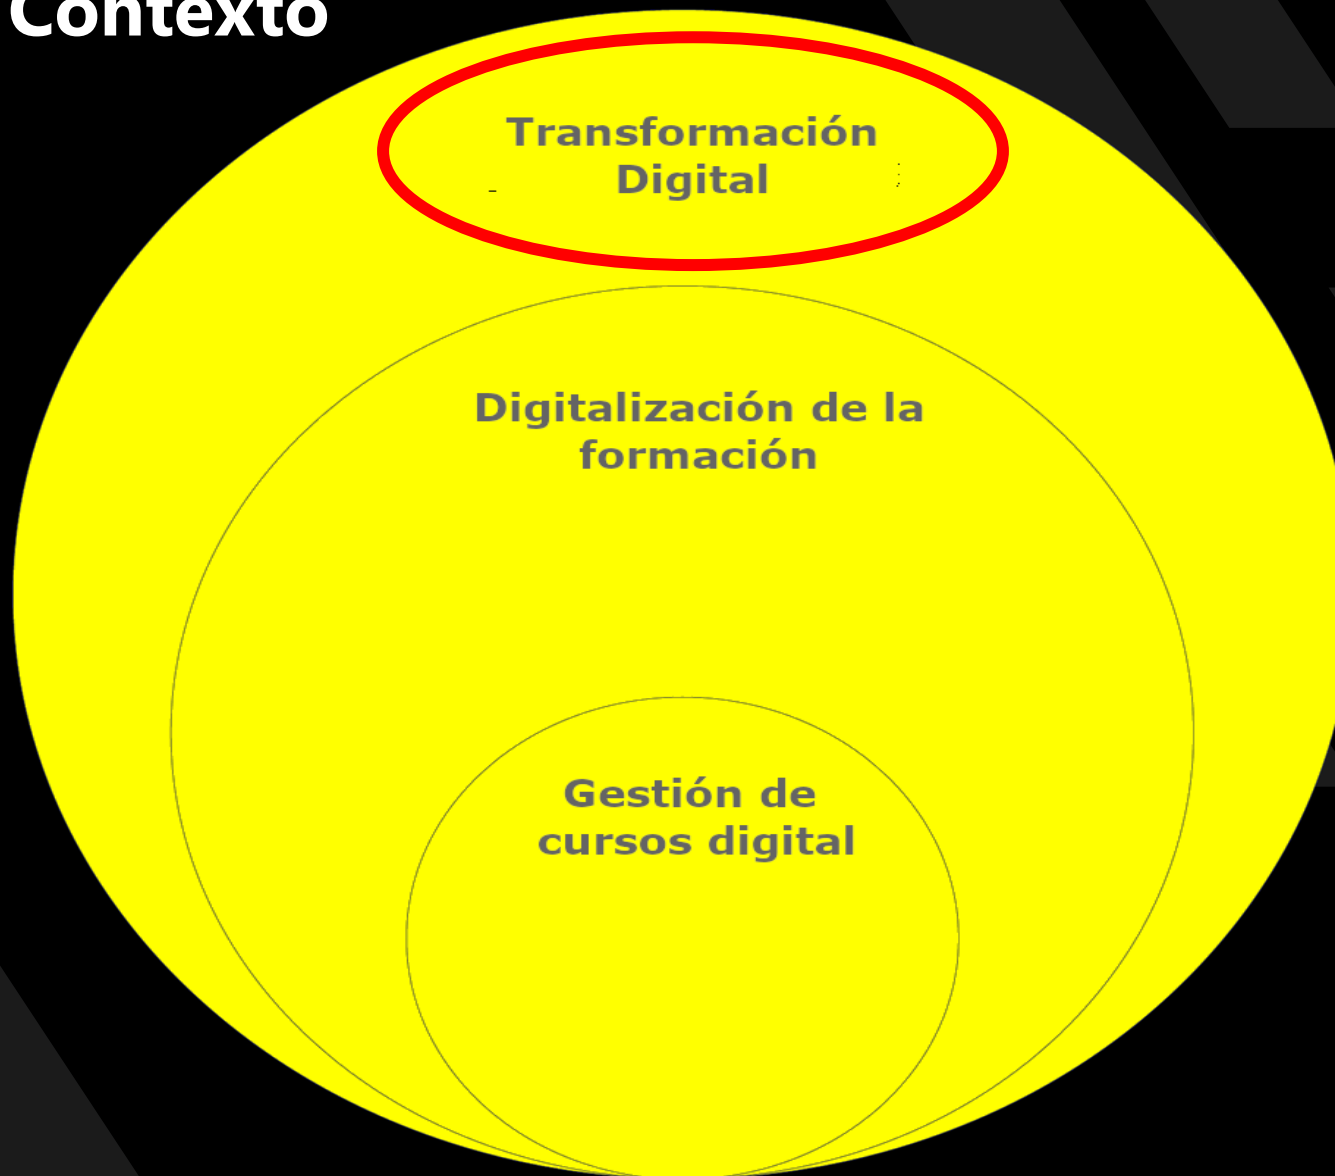 Contexto
Transformación
Digital
Digitalización de la
formación
Gestión de
cursos digital